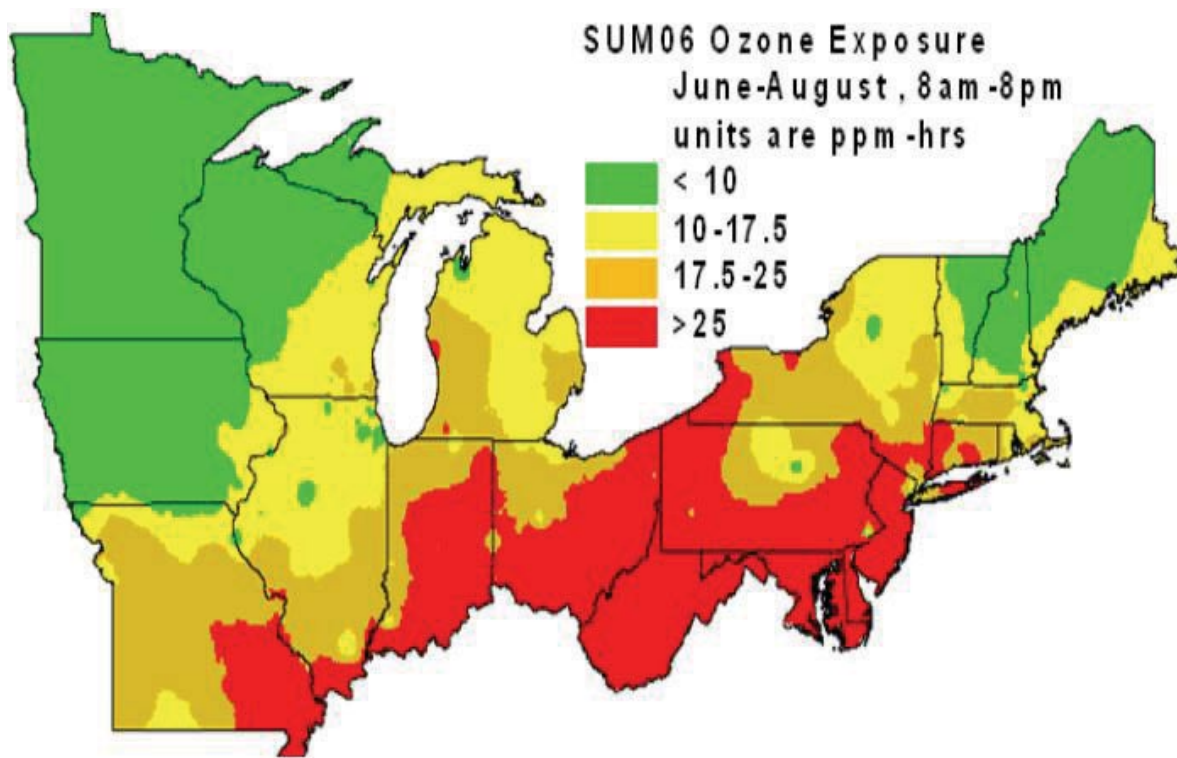 SUM06 Ozone Exposure
June-August, 8am-8pm
units are ppm-hrs
< 10
10-17.5
17.5-25
>25